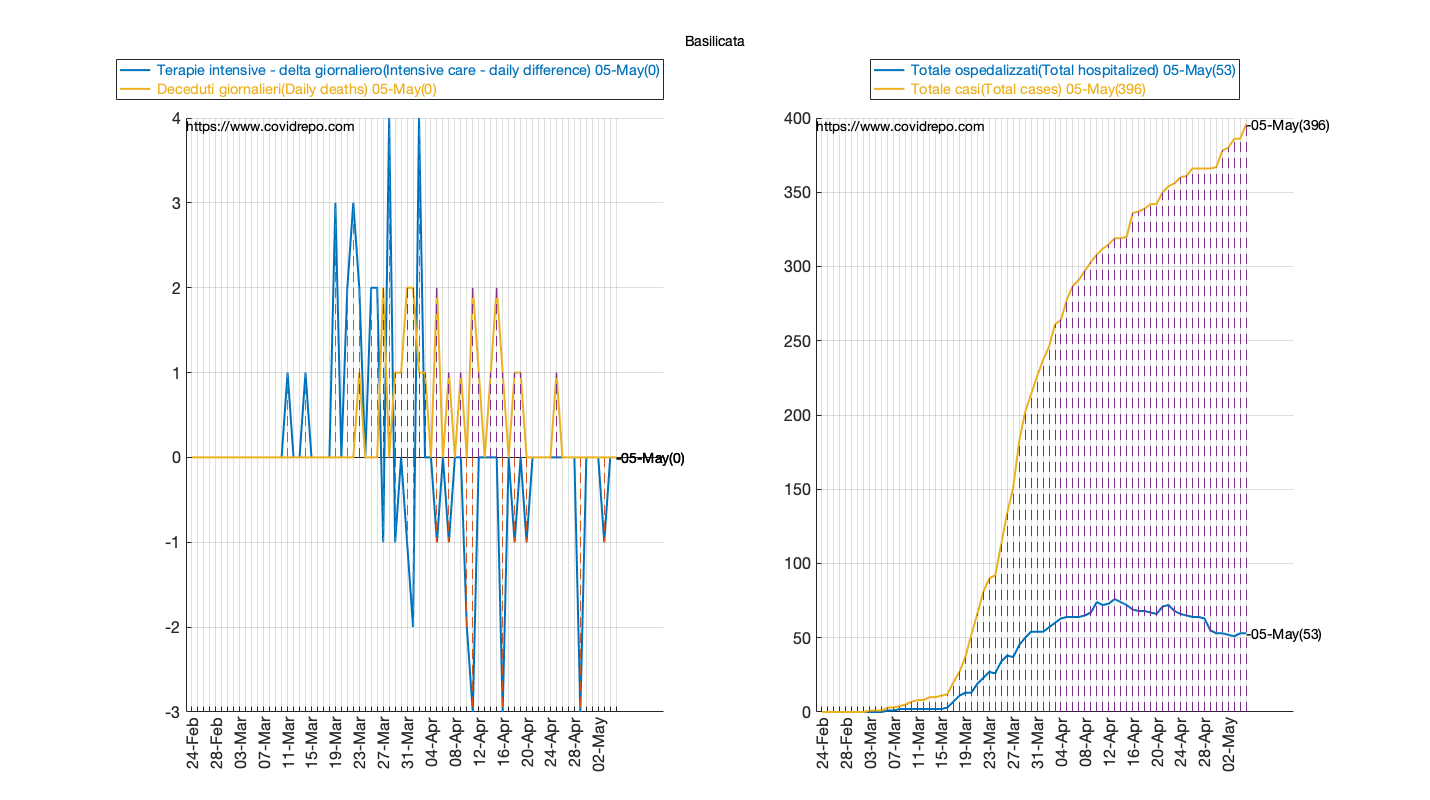 Basilicata
Terapie intensive - delta giornaliero(Intensive care - daily difference) 05-May(0)
Deceduti giornalieri(Daily deaths) 05-May(0)
https://www.covidrepo.com
4
3
2
1
0
-1
-2
-3
05-May(0)
24-Feb
28-Feb
03-Mar
07-Mar
11-Mar
15-Mar
19-Mar
23-Mar
27-Mar
31-Mar
04-Apr
08-Apr
12-Apr
16-Apr
20-Apr
24-Apr
28-Apr
02-May
Totale ospedalizzati(Total hospitalized) 05-May(53)
Totale casi(Total cases) 05-May(396)
https://www.covidrepo.com
400
350
300
250
200
150
100
50
0
05-May(396)
05-May(53)
24-Feb
28-Feb
03-Mar
07-Mar
11-Mar
15-Mar
19-Mar
23-Mar
27-Mar
31-Mar
04-Apr
08-Apr
12-Apr
16-Apr
20-Apr
24-Apr
28-Apr
02-May